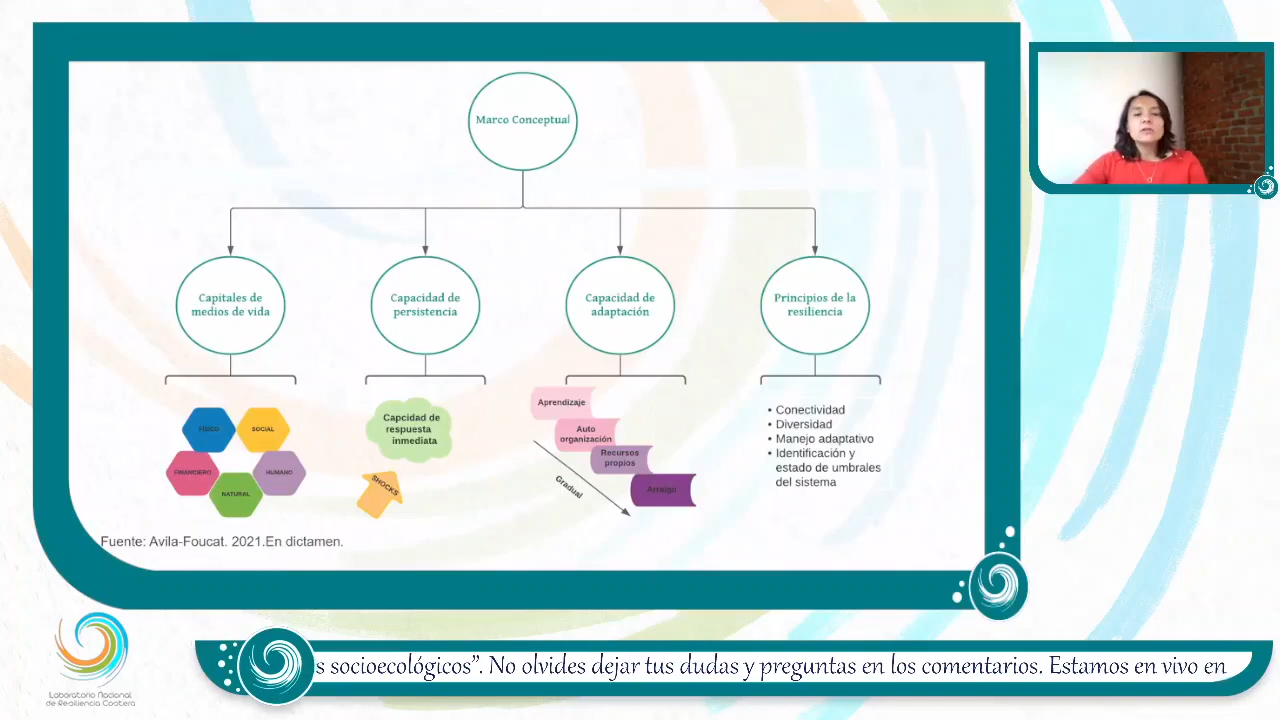 Marco Conceptual
Capitales de
medios de vida
Capacidad de
persistencia
Capacidad de
adaptación
Principios de la
resiliencia
FÍSICO
SOCIAL
FINANCIERO
HUMANO
NATURAL
Capcidad de
respuesta
inmediata
SHOCKS
Aprendizaje
Auto
organización
Recursos
propios
Arraigo
Gradual
• Conectividad
• Diversidad
• Manejo adaptativo
• Identificación y
estado de umbrales
del sistema
Fuente: Avila-Foucat. 2021.En dictamen.
Laboratorio Nacional
de Resiliencia Costera
s socioecológicos”. No olvides dejar tus dudas y preguntas en los comentarios. Estamos en vivo en